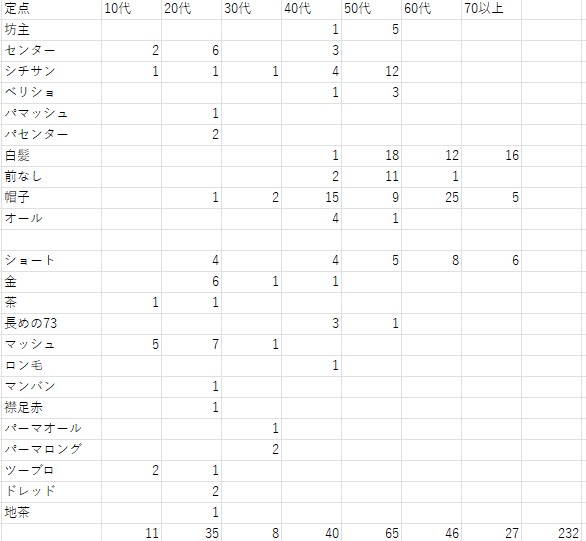 定点 10代 20代 30代 40代 50代 60代 70以上
坊主 1 5
センター 2 6 3
シチサン 1 1 1 4 12
ベリショ 1 3
パマッシュ 1
パセンター 2
白髪 1 18 12 16
前なし 2 11 1
帽子 1 2 15 9 25 5
オール 4 1
ショート 4 4 5 8 6
金 6 1 1
茶 1 1
長めの73 3 1
マッシュ 5 7 1
ロン毛 1
マンバン 1
襟足赤 1
パーマオール 1
パーマロング 2
ツーブロ 2 1
ドレッド 2
地茶 1
11 35 8 40 65 46 27 232